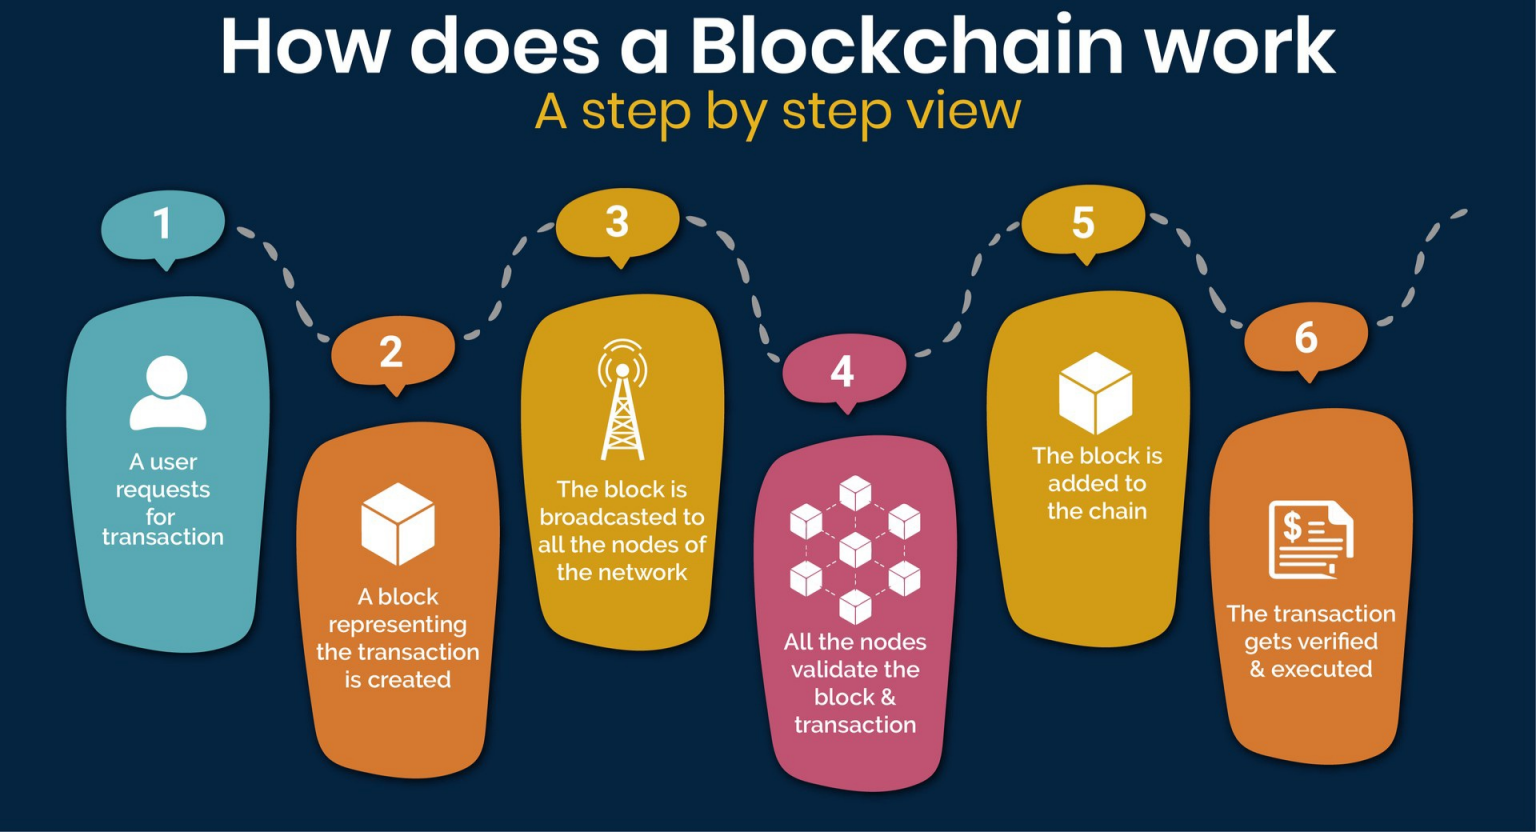 How does a Blockchain work
A step by step view
1
A user
requests
for
transaction
2
A block
representing
the transaction
is created
3
The block is
broadcasted to
all the nodes of
the network
4
All the nodes
validate the
block &
transaction
5
The block is
added to
the chain
6
$
The transaction
gets verified
& executed